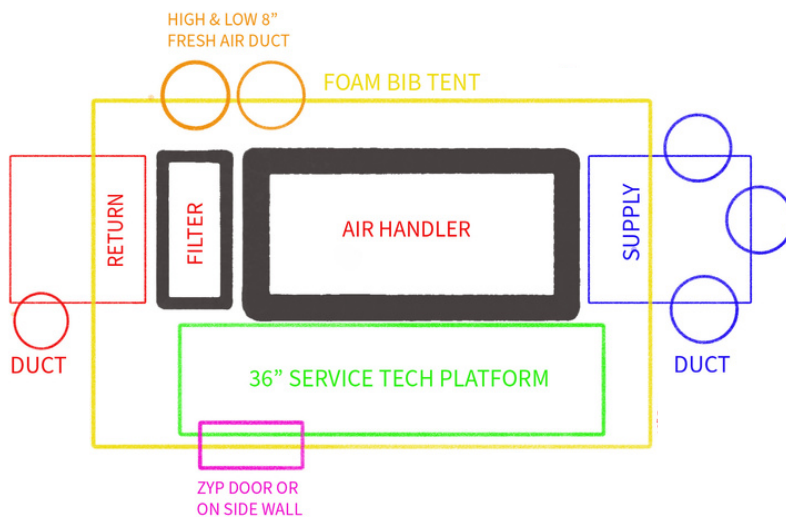 HIGH & LOW 8”
FRESH AIR DUCT
FOAM BIB TENT
RETURN
FILTER
AIR HANDLER
SUPPLY
DUCT
DUCT
36” SERVICE TECH PLATFORM
ZYP DOOR OR
ON SIDE WALL